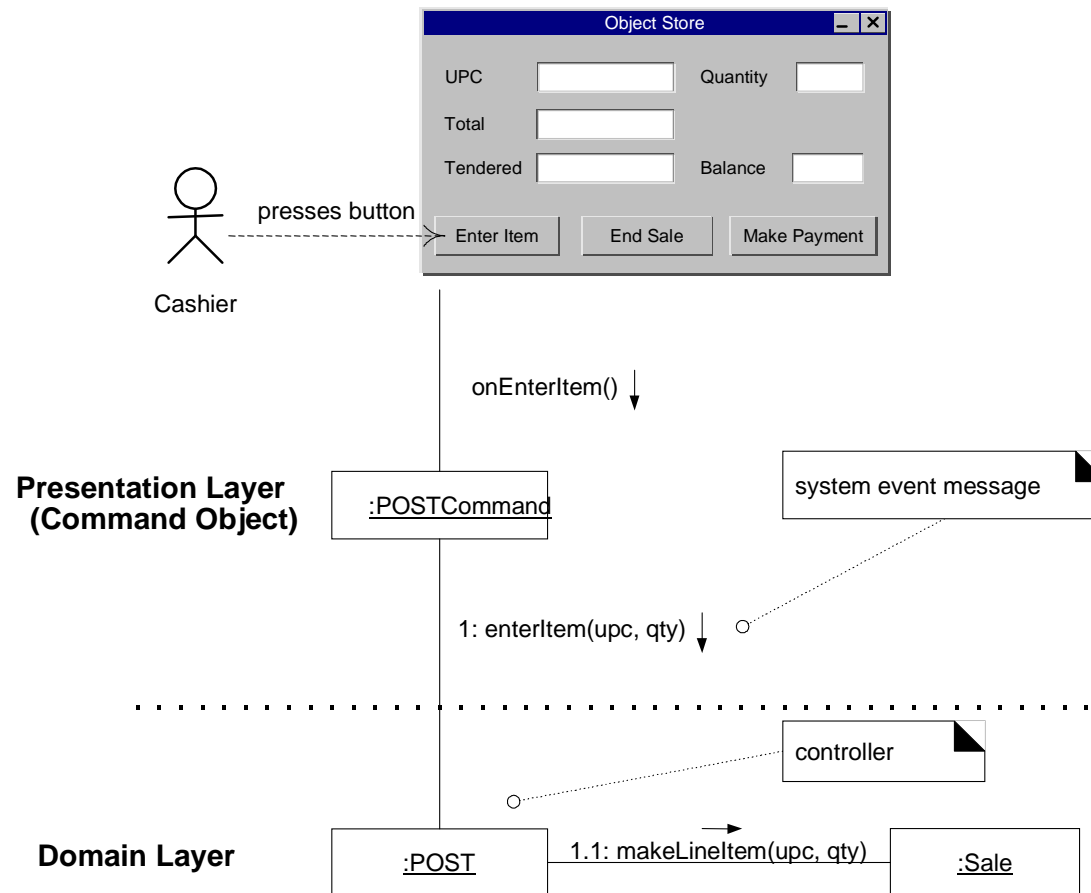 Object Store
UPC
Quantity
Total
Tendered
Balance
presses button
Enter Item
End Sale
Make Payment
Cashier
onEnterItem()
Presentation Layer
(Command Object)
:POSTCommand
system event message
1: enterItem(upc, qty)
controller
Domain Layer
:POST
1.1: makeLineItem(upc, qty)
:Sale